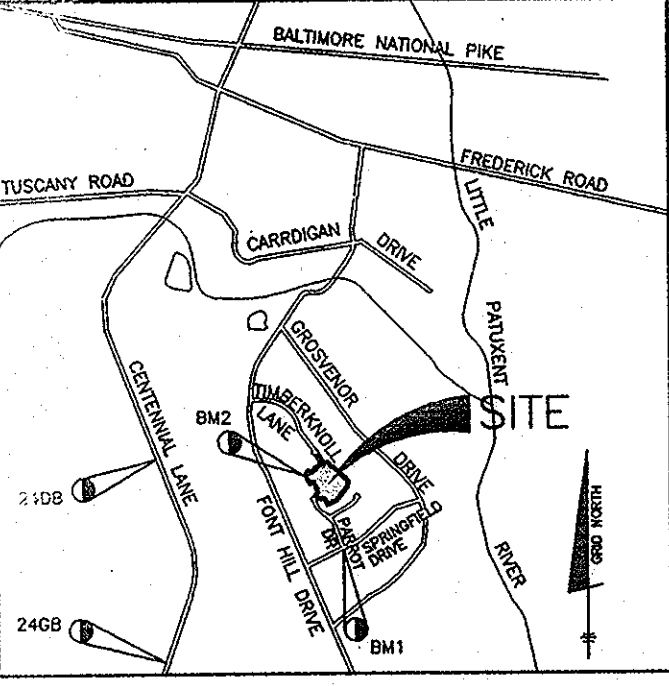 BALTIMORE NATIONAL PIKE
FREDERICK ROAD
TUSCANY ROAD
LITTLE
CARRDIGAN
DRIVE
PATUXENT
GROSVENOR
CENTENNIAL LANE
TIMBERKNOLL
LANE
BM2
SITE
DRIVE
24GB
FONT HILL DRIVE
PARROT
DR
SPRINGFIELD
DRIVE
RIVER
GRID NORTH
BM1